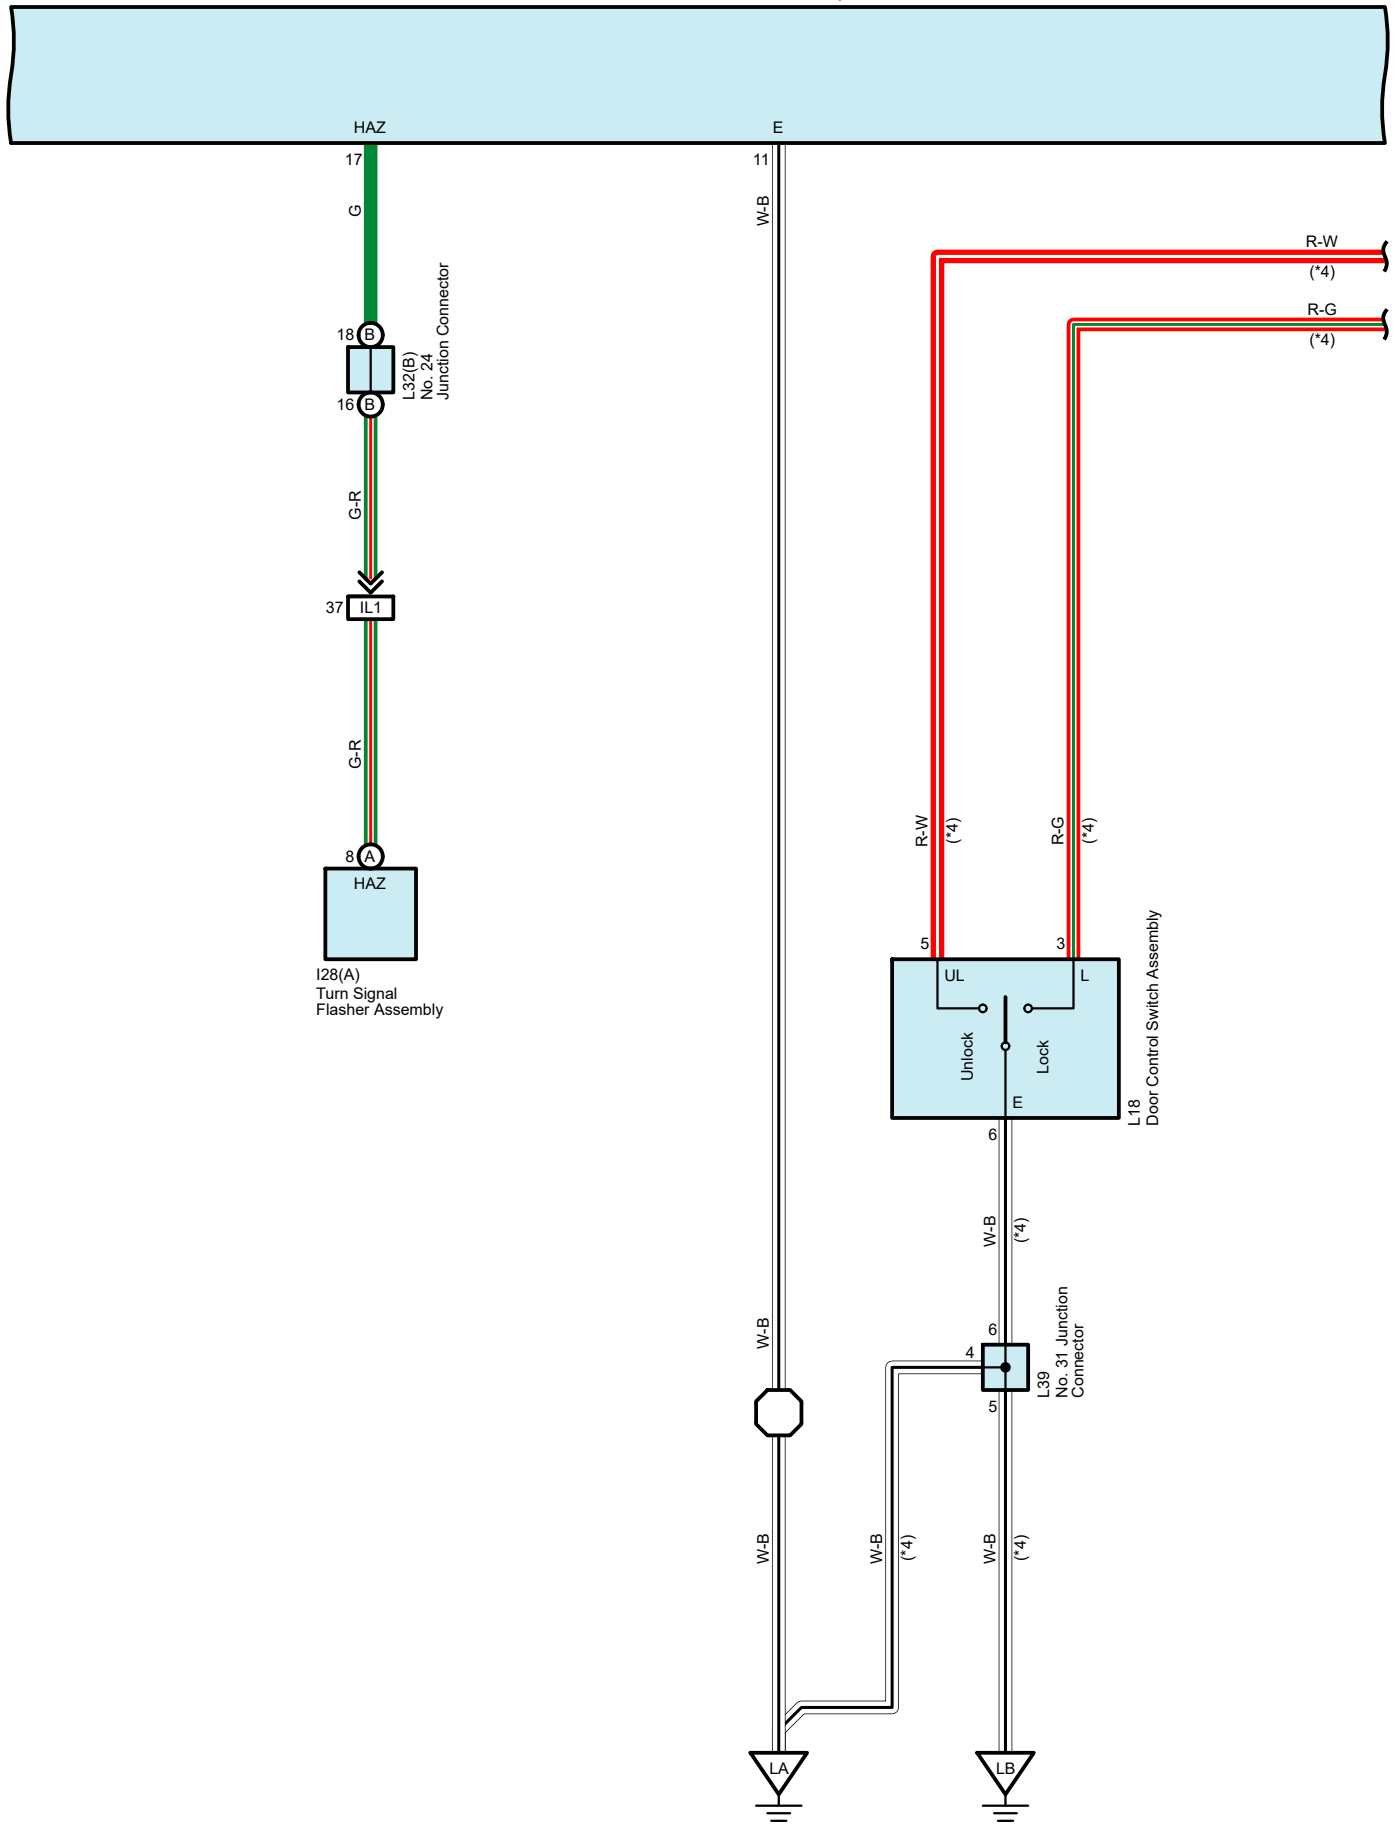 HAZ
E
17
11
G
W-B
R-W
(*4)
R-G
(*4)
18
B
L32(B)
No. 24
Junction Connector
16
B
G-R
37
IL1
G-R
R-W
(*4)
R-G
(*4)
8
A
HAZ
I28(A)
Turn Signal
Flasher Assembly
5
3
UL
L
Unlock
Lock
E
L18
Door Control Switch Assembly
6
W-B
(*4)
W-B
6
4
L39
No. 31 Junction
Connector
5
W-B
W-B
(*4)
W-B
(*4)
LA
LB